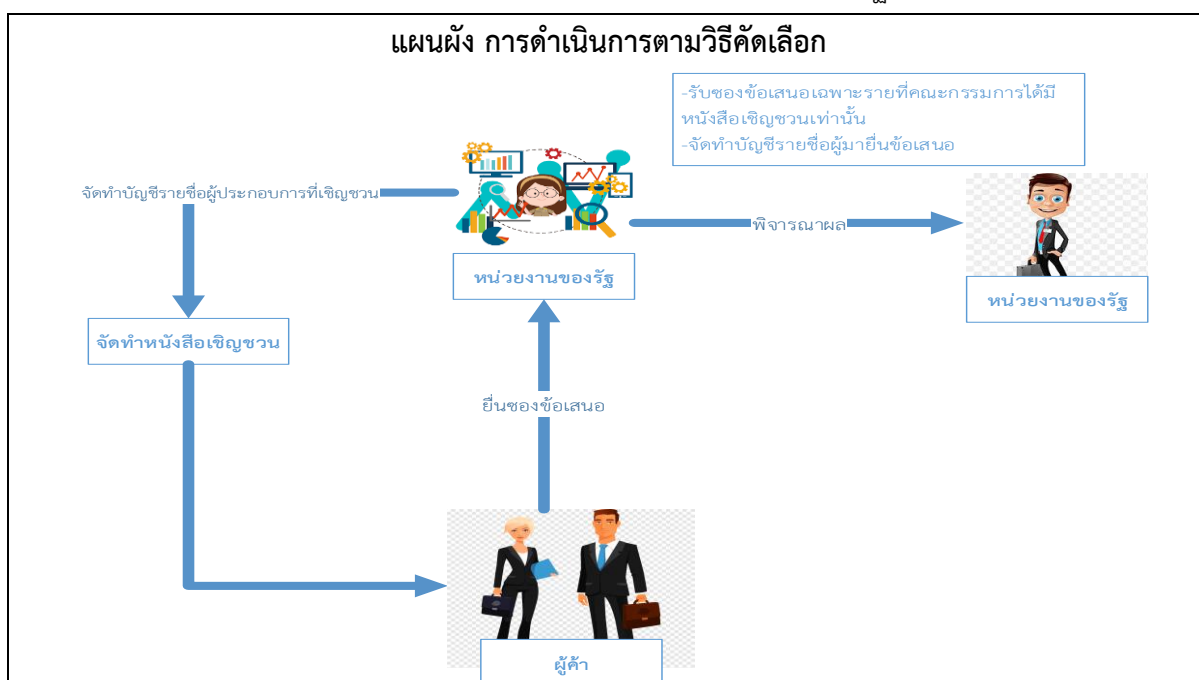 แผนผัง การดำเนินการตามวิธีคัดเลือก
-รับซองข้อเสนอเฉพาะรายที่คณะกรรมการได้มี
หนังสือเชิญชวนเท่านั้น
-จัดทำบัญชีรายชื่อผู้มายื่นข้อเสนอ
จัดทำบัญชีรายชื่อผู้ประกอบการที่เชิญชวน
พิจารณาผล
หน่วยงานของรัฐ
หน่วยงานของรัฐ
จัดทำหนังสือเชิญชวน
ยื่นซองข้อเสนอ
ผู้ค้า